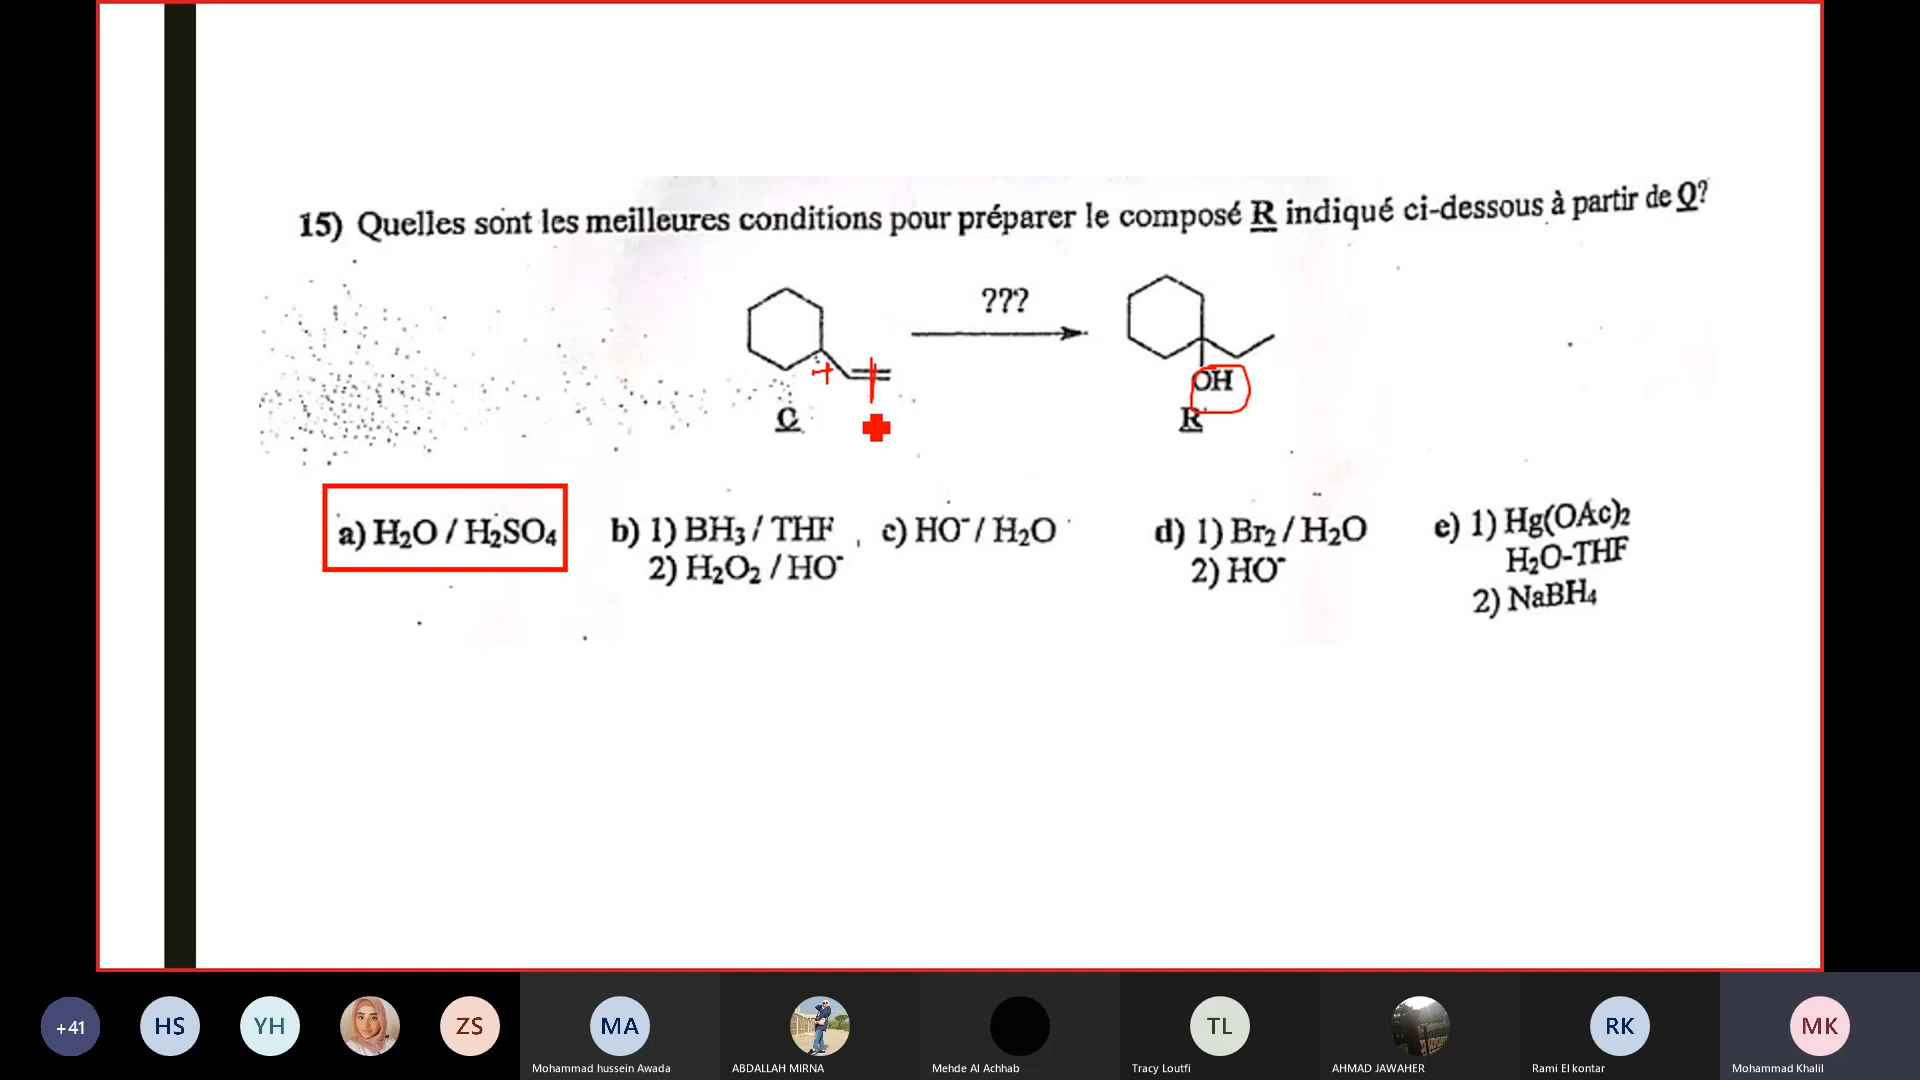 15) Quelles sont les meilleures conditions pour préparer le composé R indiqué ci-dessous à partir de Q?
???
OH
Q
R
a) H₂O / H₂SO₄ b) 1) BH₃ / THF c) HO⁻ / H₂O d) 1) Br₂ / H₂O e) 1) Hg(OAc)₂
2) H₂O₂ / HO⁻ 2) HO⁻ H₂O-THF
2) NaBH₄
+41 HS YH ZS MA TL RK MK
Mohammad hussein Awada ABDALLAH MIRNA Mehde Al Achhab Tracy Loutfi AHMAD JAWAHER Rami El kontar Mohammad Khalil